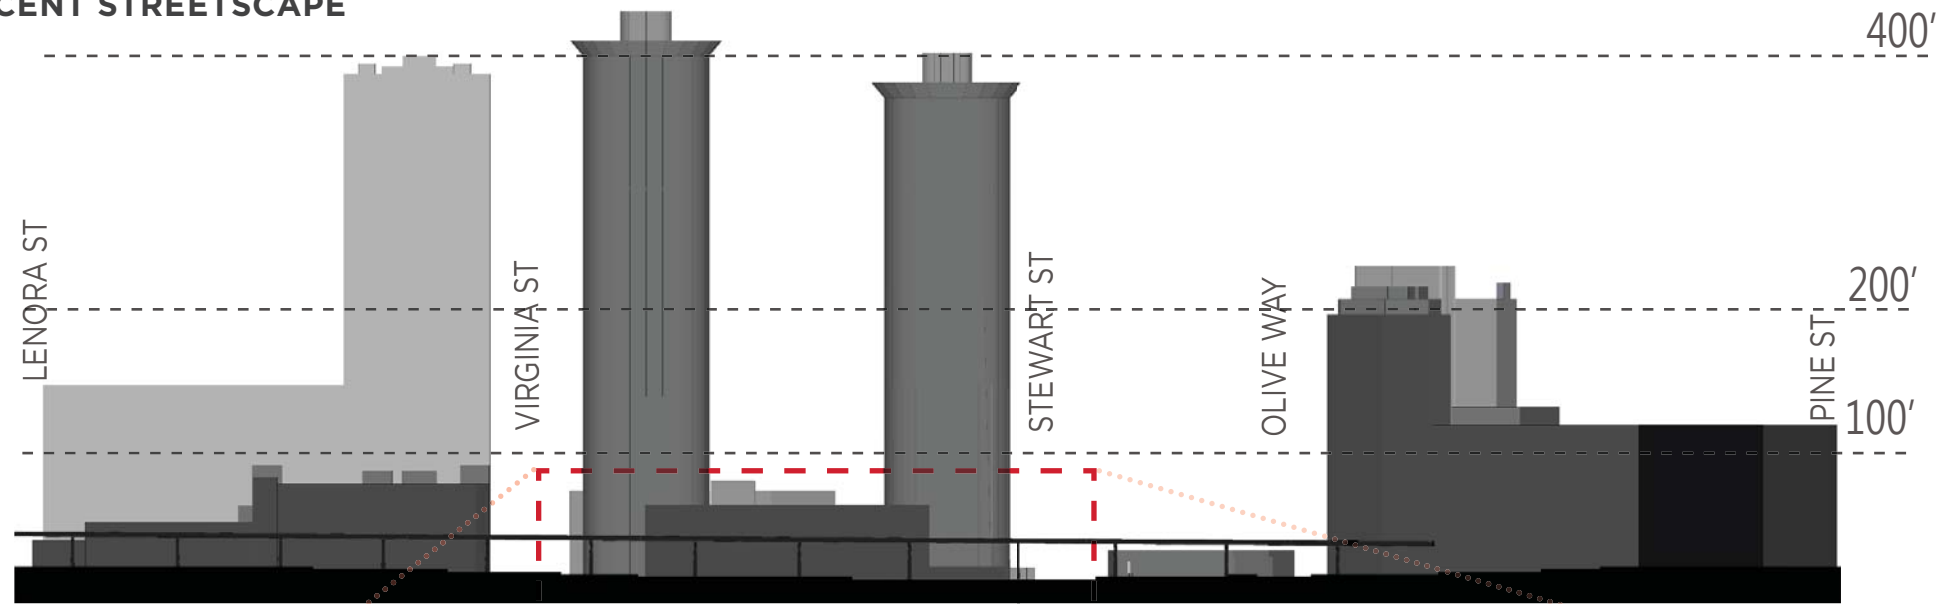 CENT STREETSCAPE
400'
LENORA ST
VIRGINIA ST
STEWART ST
OLIVE WAY
200'
PINE ST
100'